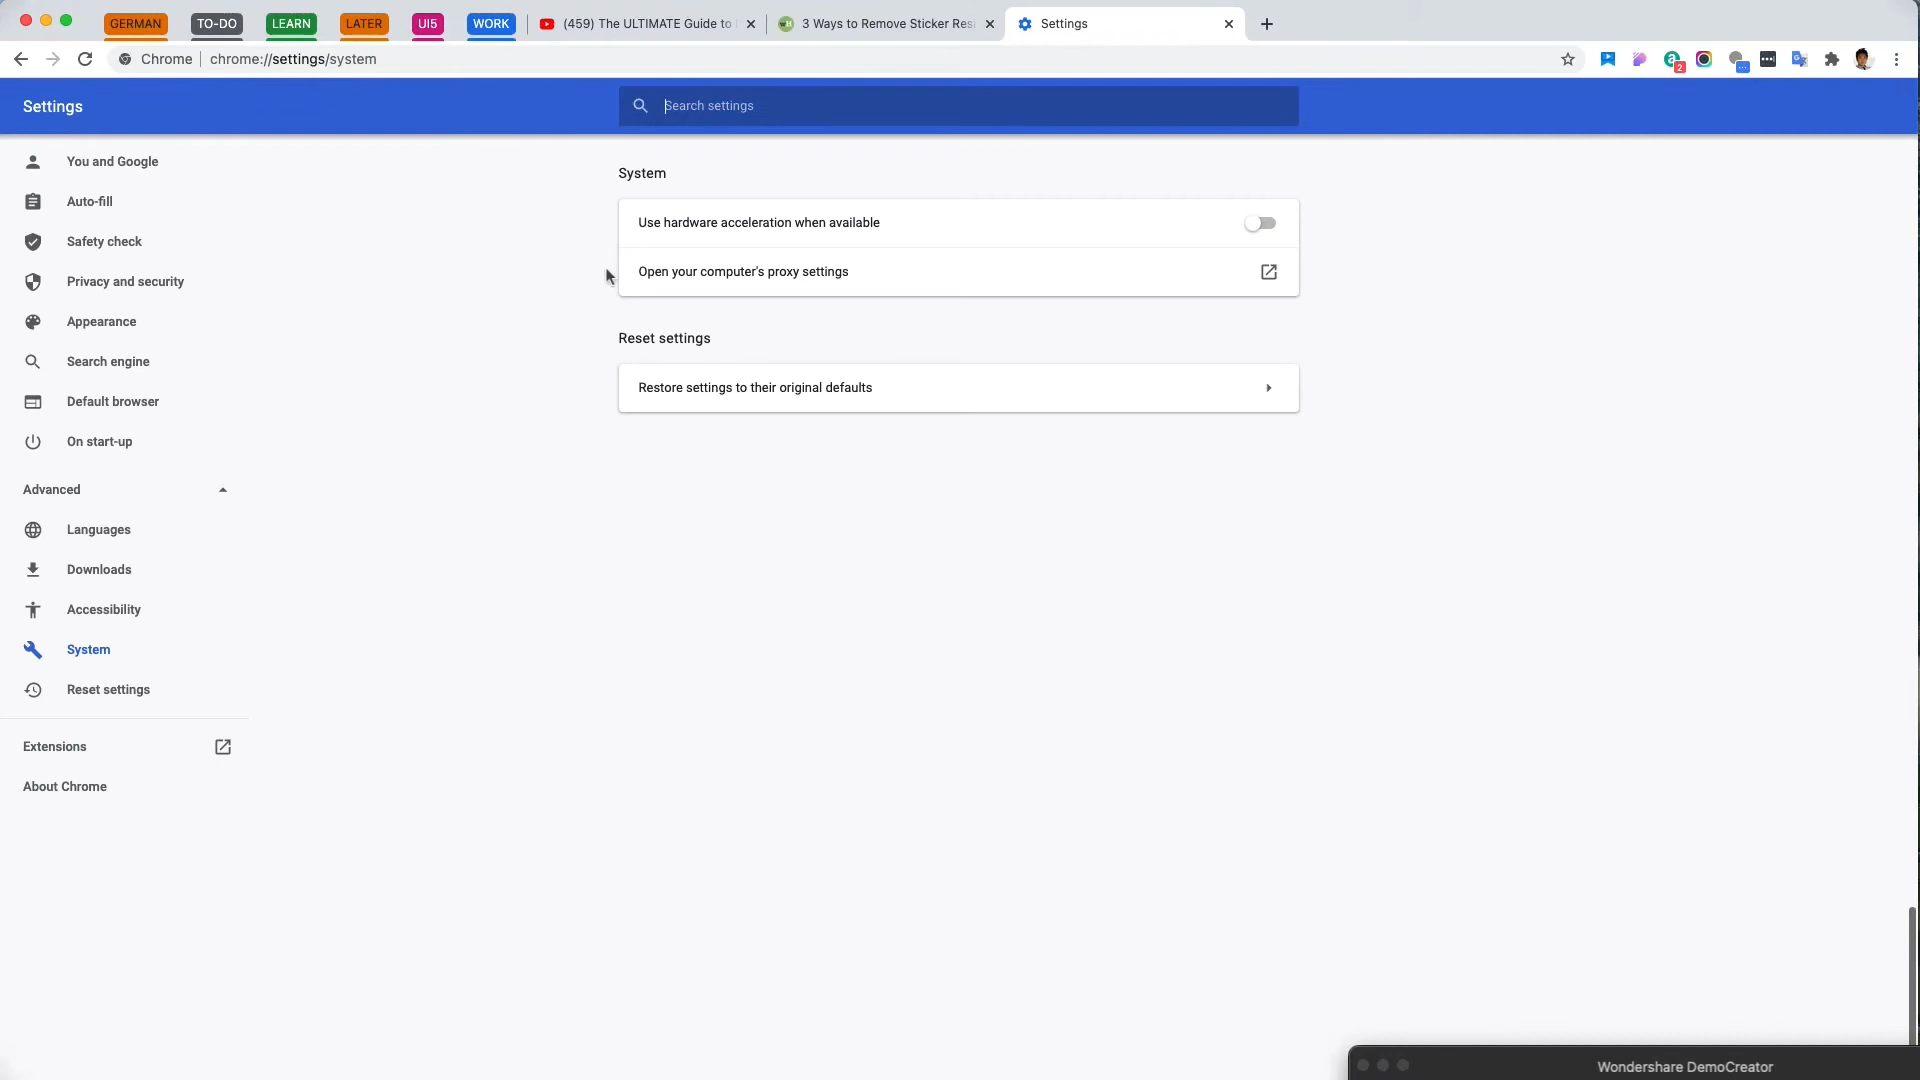 GERMAN
TO-DO
LEARN
LATER
UI5
WORK
(459) The ULTIMATE Guide to
3 Ways to Remove Sticker Res
Settings
Chrome
chrome://settings/system
2
Settings
Search settings
You and Google
Auto-fill
Safety check
Privacy and security
Appearance
Search engine
Default browser
On start-up
Advanced
Languages
Downloads
Accessibility
System
Reset settings
Extensions
About Chrome
System
Use hardware acceleration when available
Open your computer's proxy settings
Reset settings
Restore settings to their original defaults
Wondershare DemoCreator